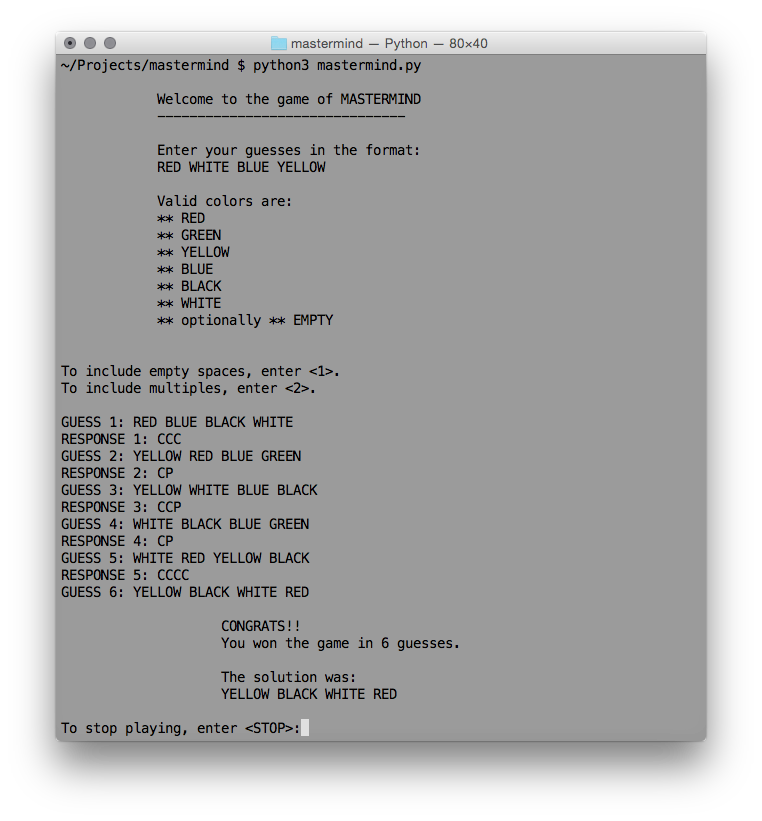 mastermind — Python — 80×40
~/Projects/mastermind $ python3 mastermind.py
Welcome to the game of MASTERMIND
-------------------------------
Enter your guesses in the format:
RED WHITE BLUE YELLOW
Valid colors are:
** RED
** GREEN
** YELLOW
** BLUE
** BLACK
** WHITE
** optionally ** EMPTY
To include empty spaces, enter <1>.
To include multiples, enter <2>.
GUESS 1: RED BLUE BLACK WHITE
RESPONSE 1: CCC
GUESS 2: YELLOW RED BLUE GREEN
RESPONSE 2: CP
GUESS 3: YELLOW WHITE BLUE BLACK
RESPONSE 3: CCP
GUESS 4: WHITE BLACK BLUE GREEN
RESPONSE 4: CP
GUESS 5: WHITE RED YELLOW BLACK
RESPONSE 5: CCCC
GUESS 6: YELLOW BLACK WHITE RED
CONGRATS!!
You won the game in 6 guesses.
The solution was:
YELLOW BLACK WHITE RED
To stop playing, enter <STOP>: